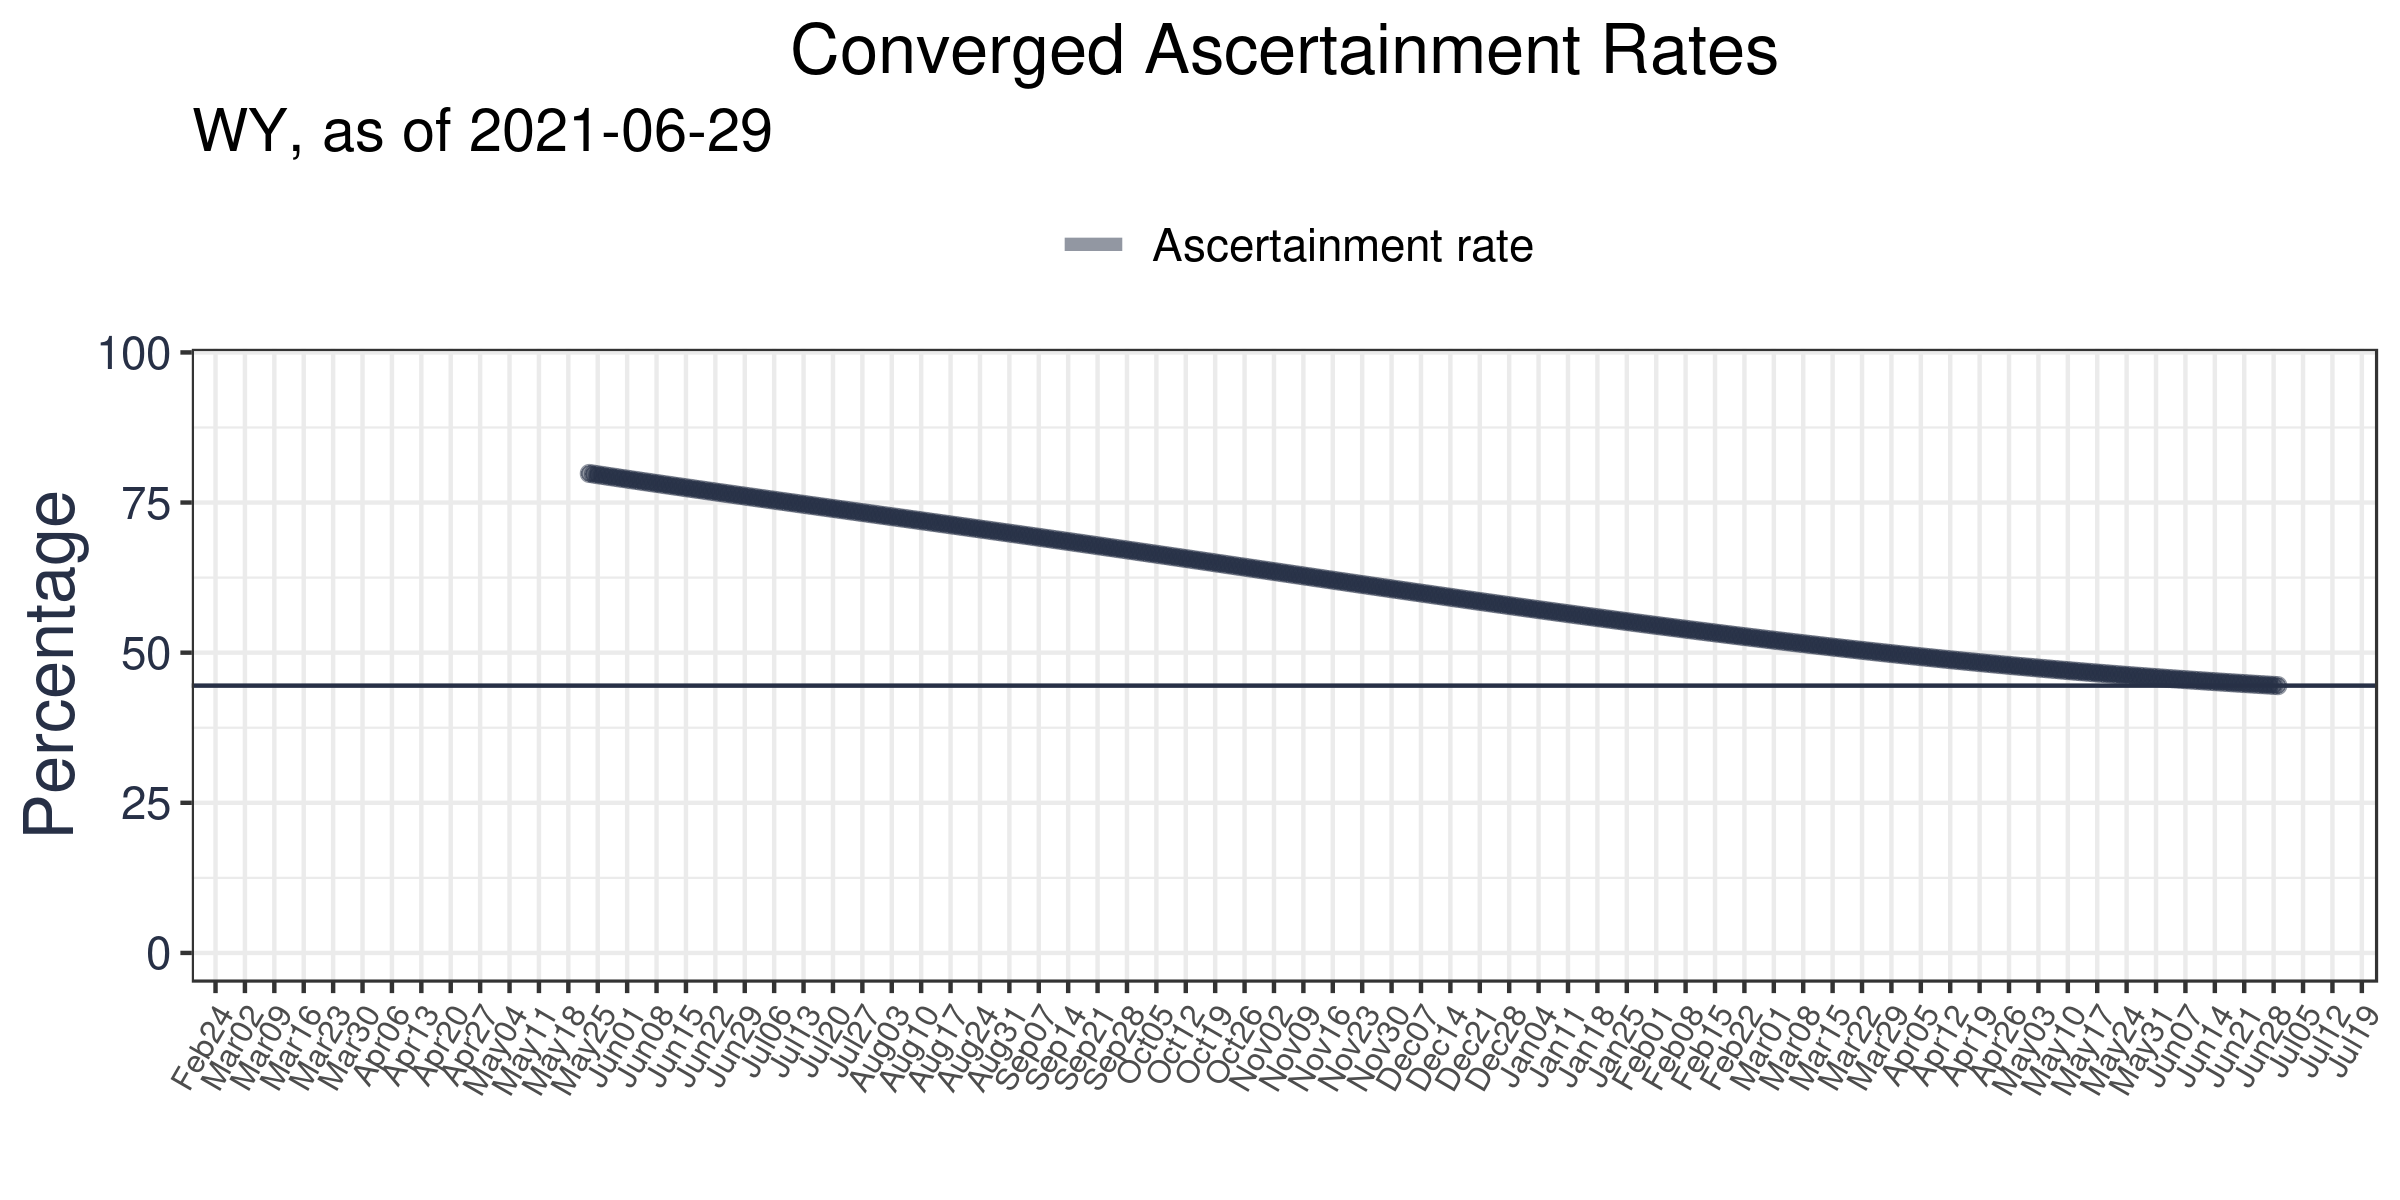 Converged Ascertainment Rates
WY, as of 2021-06-29
Ascertainment rate
Percentage
100
75
50
25
0
Feb24
Mar02
Mar09
Mar16
Mar23
Mar30
Apr06
Apr13
Apr20
Apr27
May04
May11
May18
May25
Jun01
Jun08
Jun15
Jun22
Jun29
Jul06
Jul13
Jul20
Jul27
Aug03
Aug10
Aug17
Aug24
Aug31
Sep07
Sep14
Sep21
Sep28
Oct05
Oct12
Oct19
Oct26
Nov02
Nov09
Nov16
Nov23
Nov30
Dec07
Dec14
Dec21
Dec28
Jan04
Jan11
Jan18
Jan25
Feb01
Feb08
Feb15
Feb22
Mar01
Mar08
Mar15
Mar22
Mar29
Apr05
Apr12
Apr19
Apr26
May03
May10
May17
May24
May31
Jun07
Jun14
Jun21
Jun28
Jul05
Jul12
Jul19